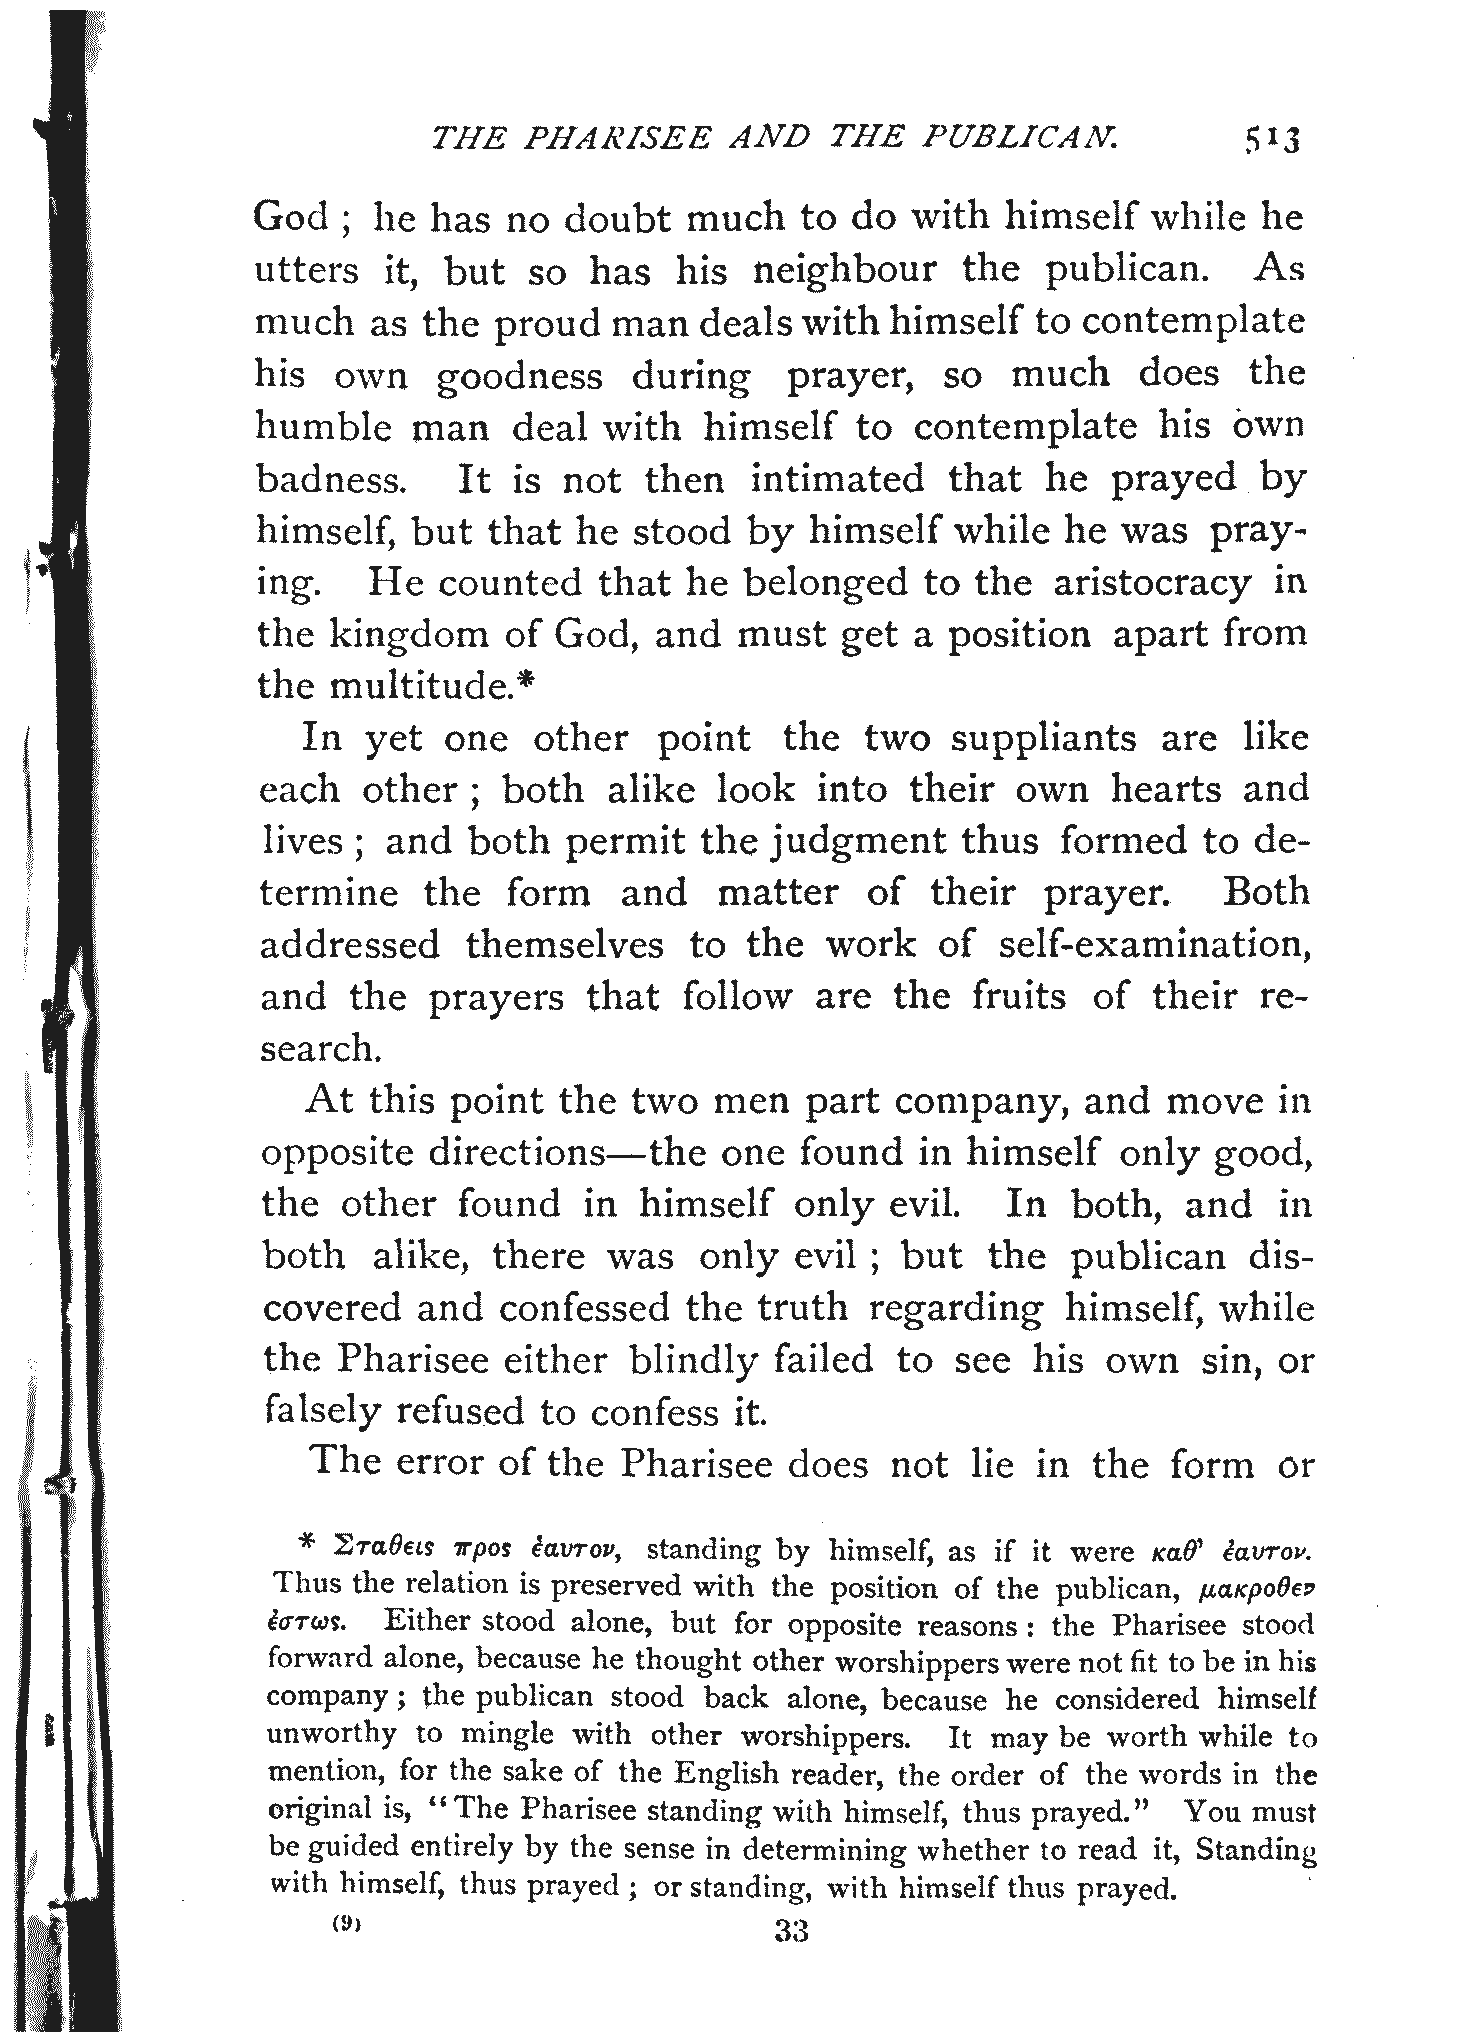 THE PHARISEE AND THE PUBLICAN. 513
God ; he has no doubt much to do with himself while he
utters it, but so has his neighbour the publican. As
much as the proud man deals with himself to contemplate
his own goodness during prayer, so much does the
humble man deal with himself to contemplate his own
badness. It is not then intimated that he prayed by
himself, but that he stood by himself while he was pray-
ing. He counted that he belonged to the aristocracy in
the kingdom of God, and must get a position apart from
the multitude.*
In yet one other point the two suppliants are like
each other ; both alike look into their own hearts and
lives ; and both permit the judgment thus formed to de-
termine the form and matter of their prayer. Both
addressed themselves to the work of self-examination,
and the prayers that follow are the fruits of their re-
search.
At this point the two men part company, and move in
opposite directions—the one found in himself only good,
the other found in himself only evil. In both, and in
both alike, there was only evil ; but the publican dis-
covered and confessed the truth regarding himself, while
the Pharisee either blindly failed to see his own sin, or
falsely refused to confess it.
The error of the Pharisee does not lie in the form or
* Σταθεις προς ἑαυτον, standing by himself, as if it were καθ’ ἑαυτον.
Thus the relation is preserved with the position of the publican, μακροθεν
ἑστως. Either stood alone, but for opposite reasons : the Pharisee stood
forward alone, because he thought other worshippers were not fit to be in his
company ; the publican stood back alone, because he considered himself
unworthy to mingle with other worshippers. It may be worth while to
mention, for the sake of the English reader, the order of the words in the
original is, “The Pharisee standing with himself, thus prayed.” You must
be guided entirely by the sense in determining whether to read it, Standing
with himself, thus prayed ; or standing, with himself thus prayed.
(9) 33